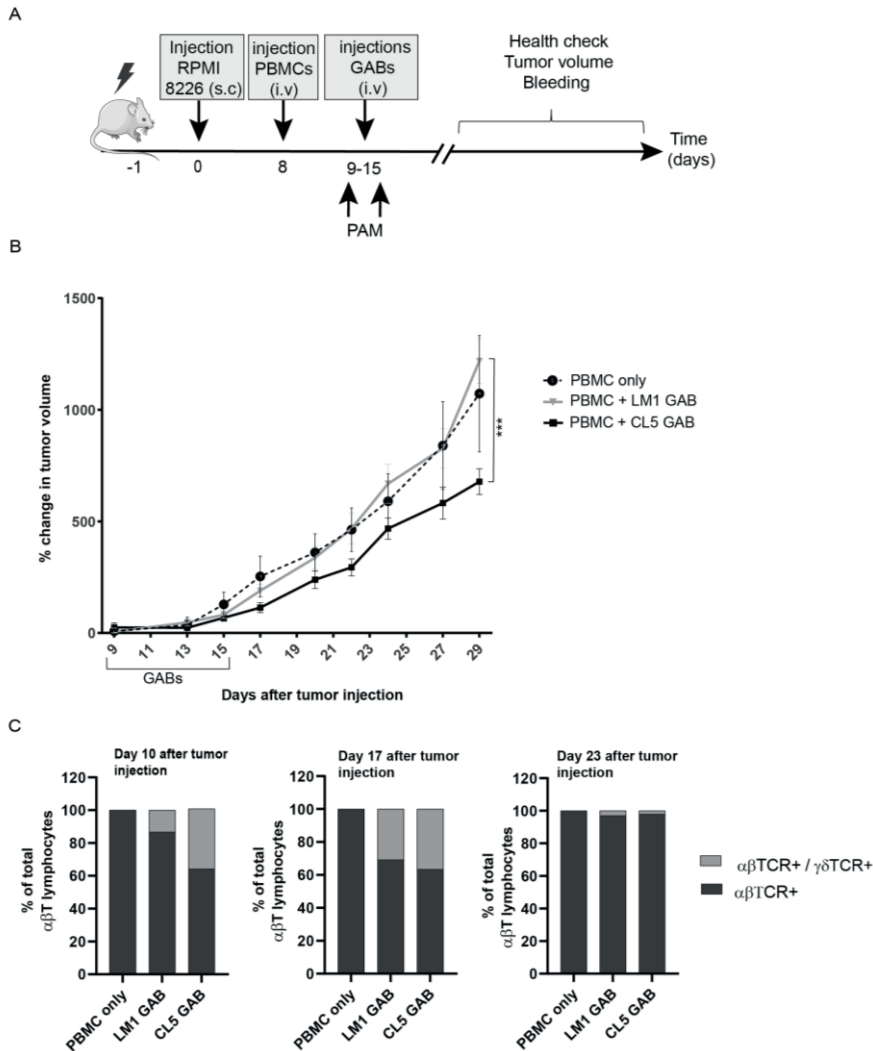 A
Injection
RPMI
8226 (s.c)
injection
PBMCs
(i.v)
injections
GABs
(i.v)
Health check
Tumor volume
Bleeding
Time
(days)
-1
0
8
9-15
PAM
B
1500
1000
500
0
% change in tumor volume
PBMC only
PBMC + LM1 GAB
PBMC + CL5 GAB
***
9 11 13 15 17 19 21 23 25 27 29
GABs
Days after tumor injection
C
Day 10 after tumor
injection
120
100
80
60
40
20
0
% of total
αβT lymphocytes
PBMC only
LM1 GAB
CL5 GAB
Day 17 after tumor
injection
120
100
80
60
40
20
0
% of total
αβT lymphocytes
PBMC only
LM1 GAB
CL5 GAB
Day 23 after tumor
injection
120
100
80
60
40
20
0
% of total
αβT lymphocytes
PBMC only
LM1 GAB
CL5 GAB
αβTCR+ / γδTCR+
αβTCR+